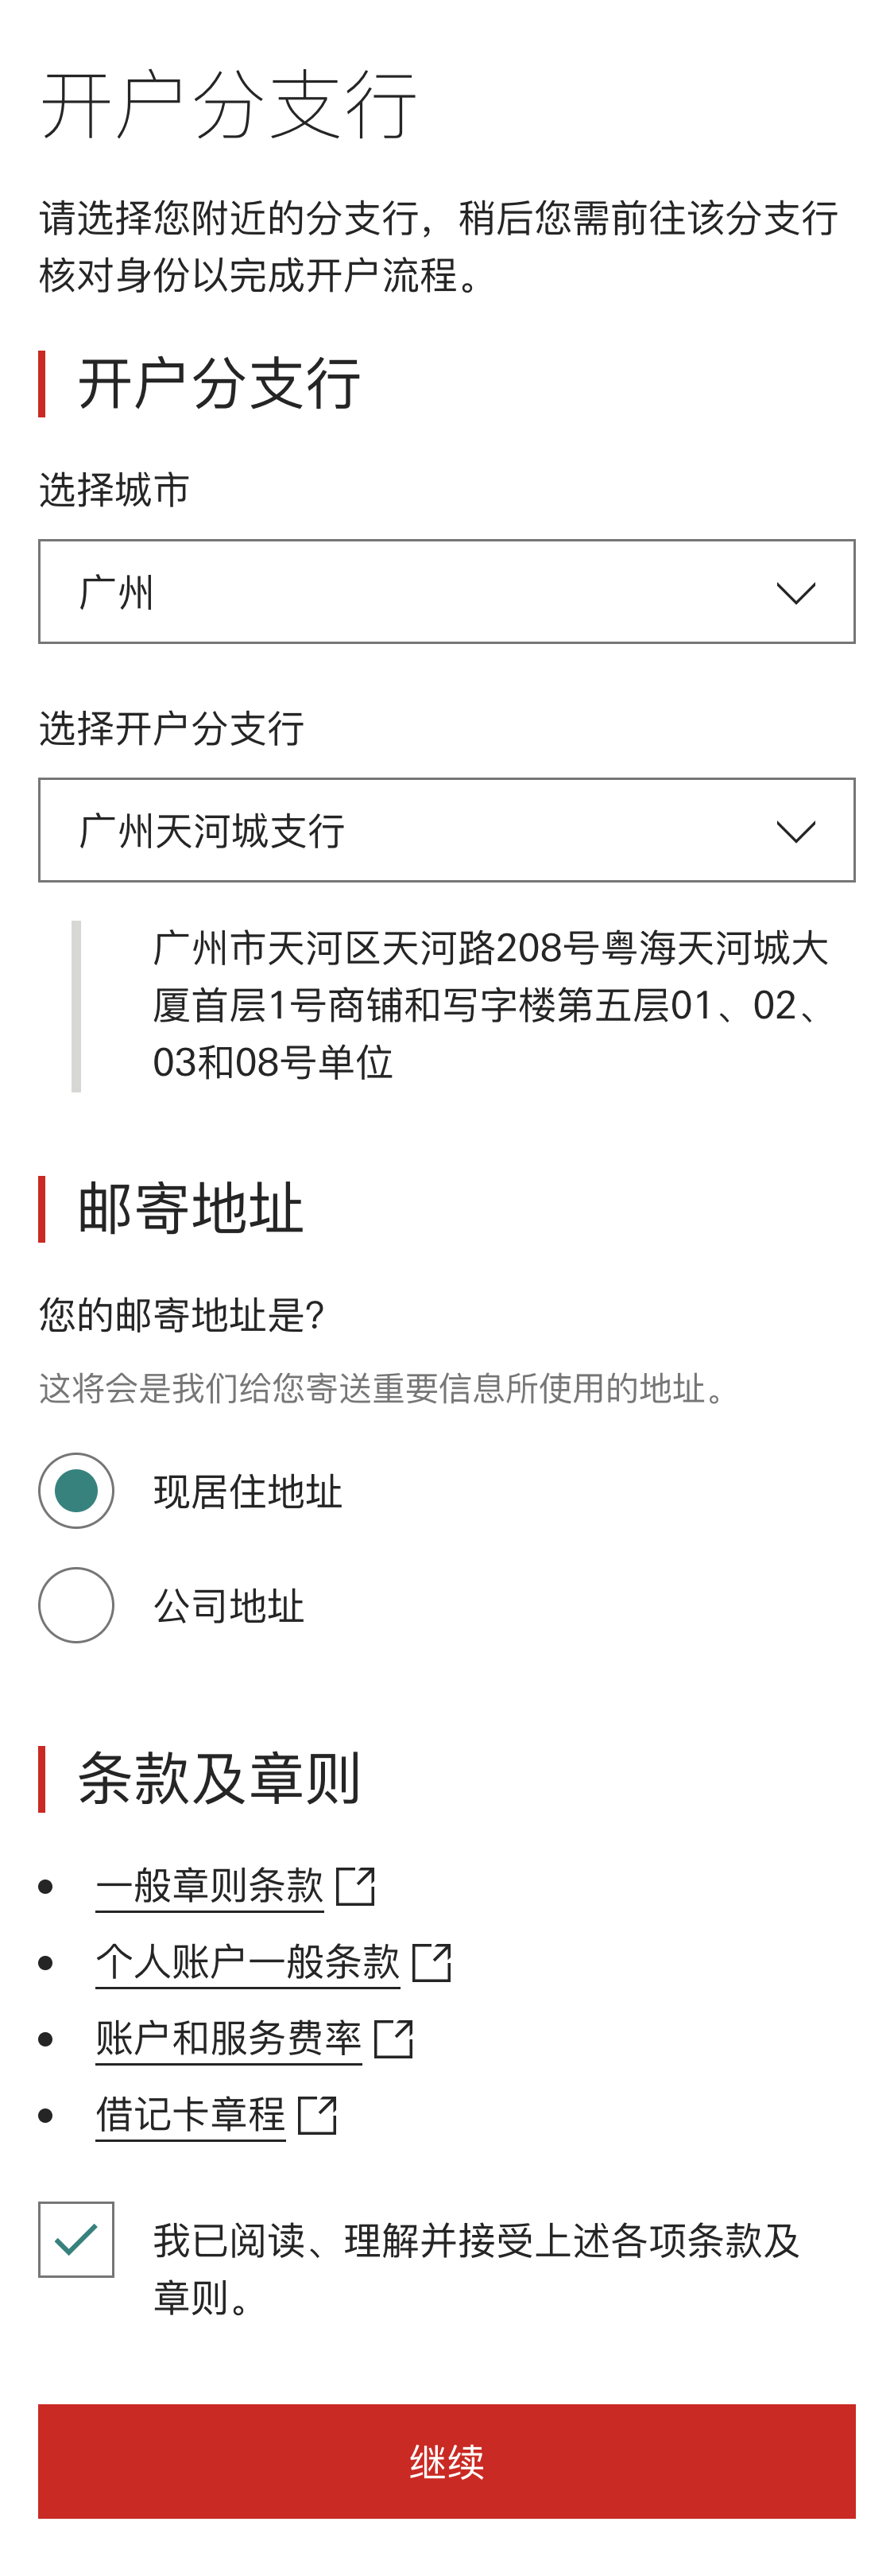 开户分支行
请选择您附近的分支行，稍后您需前往该分支行
核对身份以完成开户流程。
开户分支行
选择城市
广州
选择开户分支行
广州天河城支行
广州市天河区天河路208号粤海天河城大
厦首层1号商铺和写字楼第五层01、02、
03和08号单位
邮寄地址
您的邮寄地址是?
这将会是我们给您寄送重要信息所使用的地址。
现居住地址
公司地址
条款及章则
一般章则条款
个人账户一般条款
账户和服务费率
借记卡章程
我已阅读、理解并接受上述各项条款及
章则。
继续